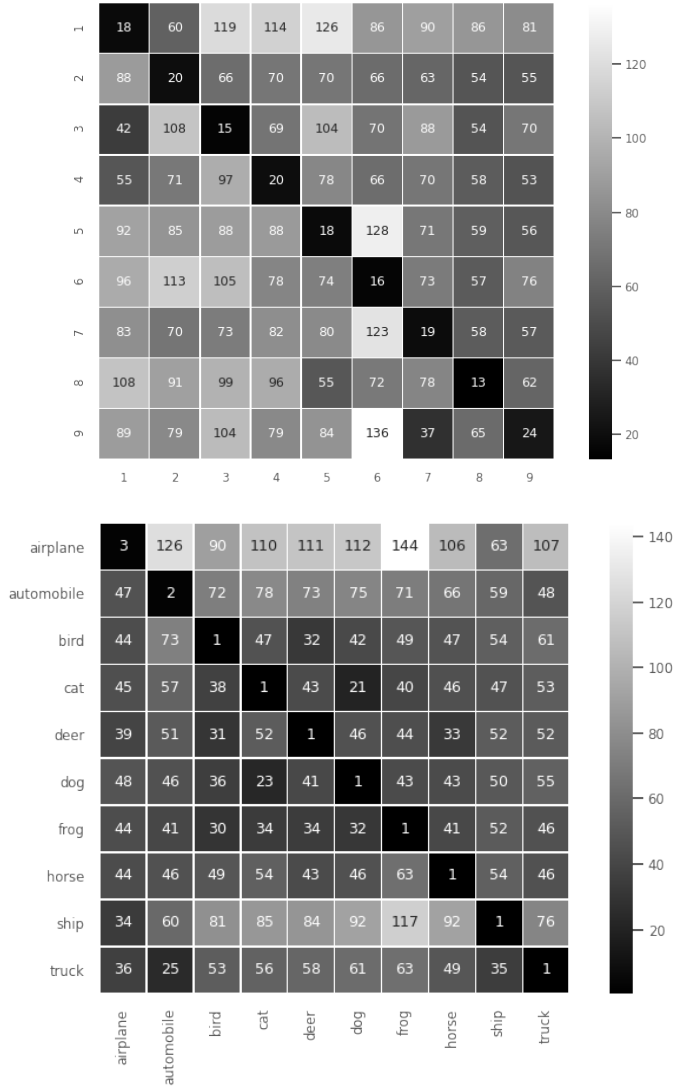 1 18 60 119 114 126 86 90 86 81
120
2 88 20 66 70 70 66 63 54 55
3 42 108 15 69 104 70 88 54 70
100
4 55 71 97 20 78 66 70 58 53
80
5 92 85 88 88 18 128 71 59 56
6 96 113 105 78 74 16 73 57 76
60
7 83 70 73 82 80 123 19 58 57
40
8 108 91 99 96 55 72 78 13 62
9 89 79 104 79 84 136 37 65 24
20
1 2 3 4 5 6 7 8 9
airplane 3 126 90 110 111 112 144 106 63 107
140
automobile 47 2 72 78 73 75 71 66 59 48
120
bird 44 73 1 47 32 42 49 47 54 61
100
cat 45 57 38 1 43 21 40 46 47 53
deer 39 51 31 52 1 46 44 33 52 52
80
dog 48 46 36 23 41 1 43 43 50 55
60
frog 44 41 30 34 34 32 1 41 52 46
40
horse 44 46 49 54 43 46 63 1 54 46
ship 34 60 81 85 84 92 117 92 1 76
20
truck 36 25 53 56 58 61 63 49 35 1
airplane automobile bird cat deer dog frog horse ship truck